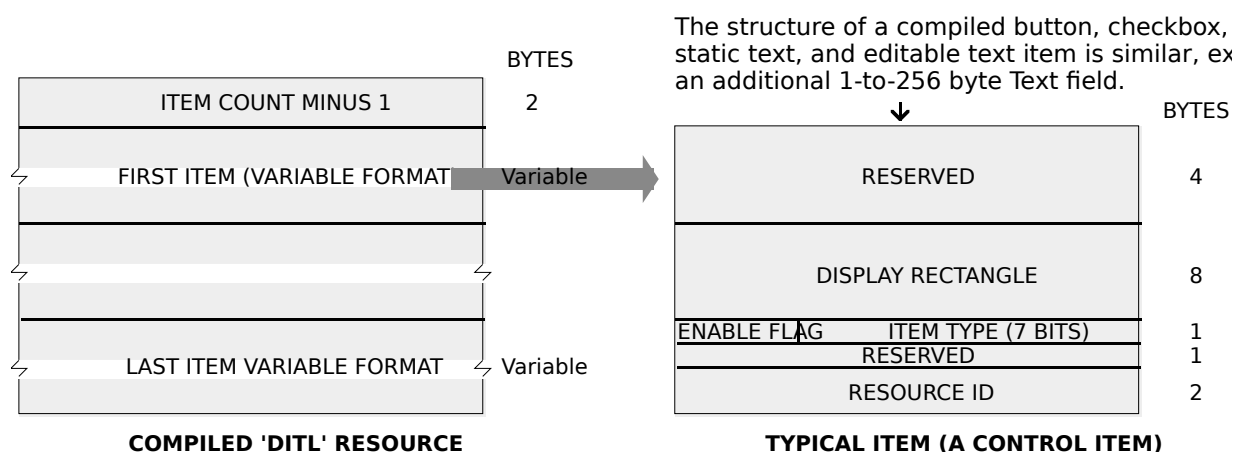 The structure of a compiled button, checkbox,
static text, and editable text item is similar, ex
an additional 1-to-256 byte Text field.
BYTES
ITEM COUNT MINUS 1
2
FIRST ITEM (VARIABLE FORMAT
Variable
LAST ITEM VARIABLE FORMAT
Variable
COMPILED 'DITL' RESOURCE
BYTES
RESERVED
4
DISPLAY RECTANGLE
8
ENABLE FLAG
ITEM TYPE (7 BITS)
1
RESERVED
1
RESOURCE ID
2
TYPICAL ITEM (A CONTROL ITEM)